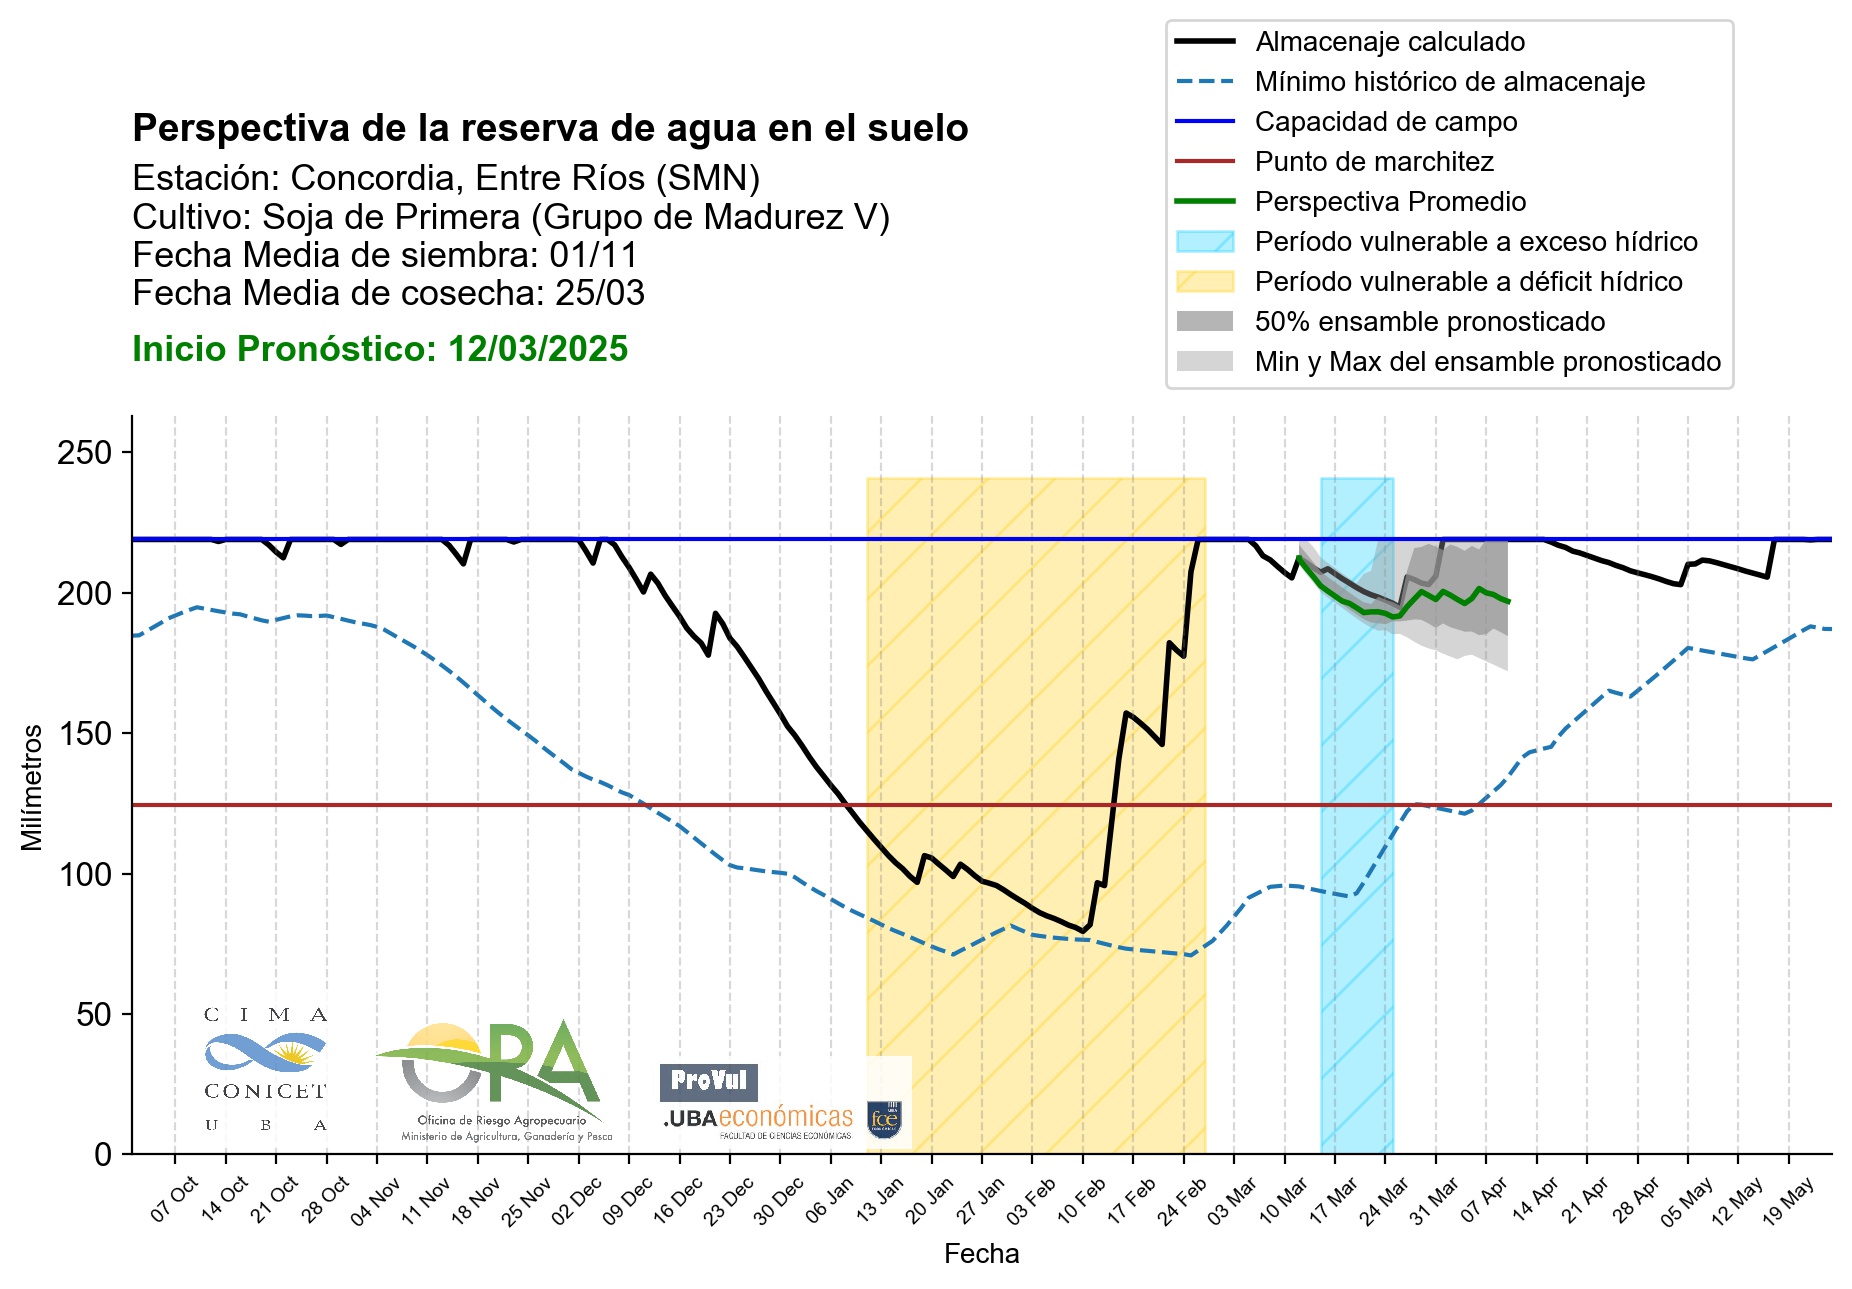 Almacenaje calculado
Mínimo histórico de almacenaje
Capacidad de campo
Punto de marchitez
Perspectiva Promedio
Período vulnerable a exceso hídrico
Período vulnerable a déficit hídrico
50% ensamble pronosticado
Min y Max del ensamble pronosticado
Perspectiva de la reserva de agua en el suelo
Estación: Concordia, Entre Ríos (SMN)
Cultivo: Soja de Primera (Grupo de Madurez V)
Fecha Media de siembra: 01/11
Fecha Media de cosecha: 25/03
Inicio Pronóstico: 12/03/2025
250
200
150
100
50
0
Milímetros
CIMA
CONICET
UBA
OPA
Oficina de Riesgo Agropecuario
Ministerio de Agricultura, Ganadería y Pesca
ProVul
.UBAeconómicas
FACULTAD DE CIENCIAS ECONÓMICAS
UBA
fce
07 Oct
14 Oct
21 Oct
28 Oct
04 Nov
11 Nov
18 Nov
25 Nov
02 Dec
09 Dec
16 Dec
23 Dec
30 Dec
06 Jan
13 Jan
20 Jan
27 Jan
03 Feb
10 Feb
17 Feb
24 Feb
03 Mar
10 Mar
17 Mar
24 Mar
31 Mar
07 Apr
14 Apr
21 Apr
28 Apr
05 May
12 May
19 May
Fecha